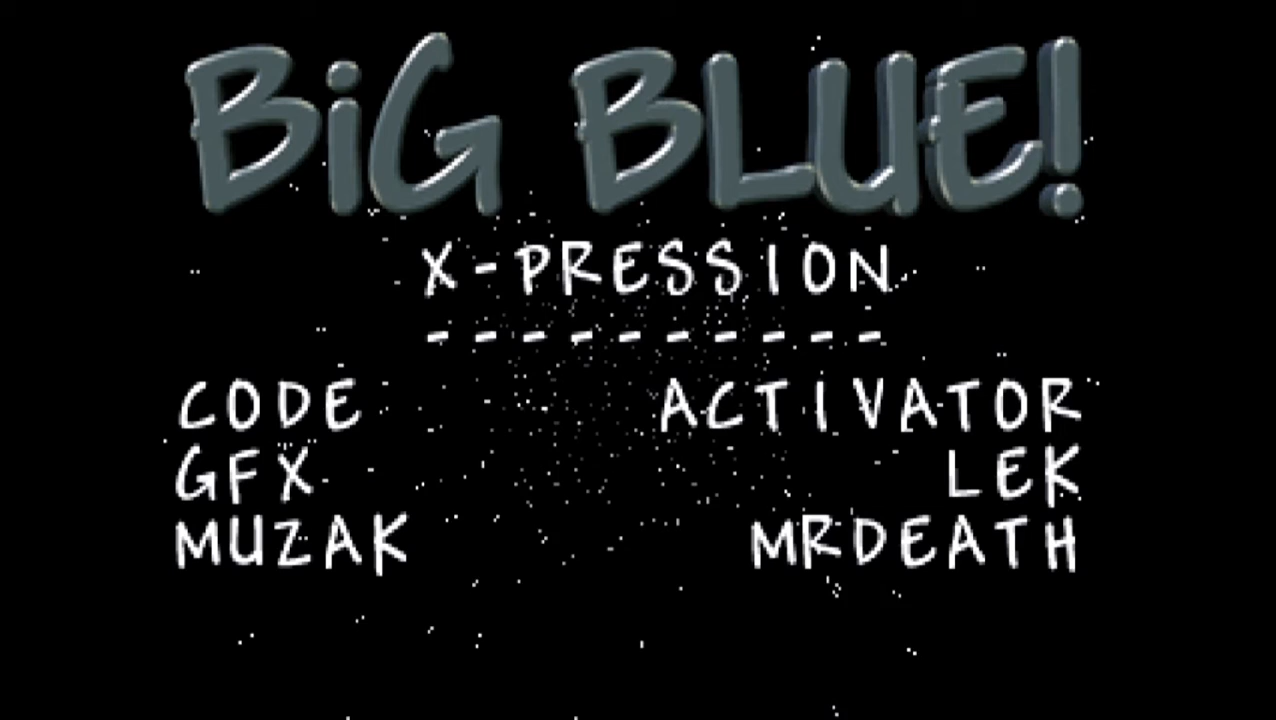 BiG BLUE!
X-PRESSION
----------
CODE ACTIVATOR
GFX LEK
MUZAK MRDEATH